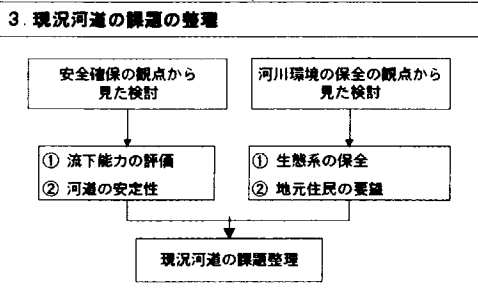 3. 現況河道の課題の整理
安全確保の観点から
見た検討
河川環境の保全の観点から
見た検討
① 流下能力の評価
② 河道の安定性
① 生態系の保全
② 地元住民の要望
現況河道の課題整理